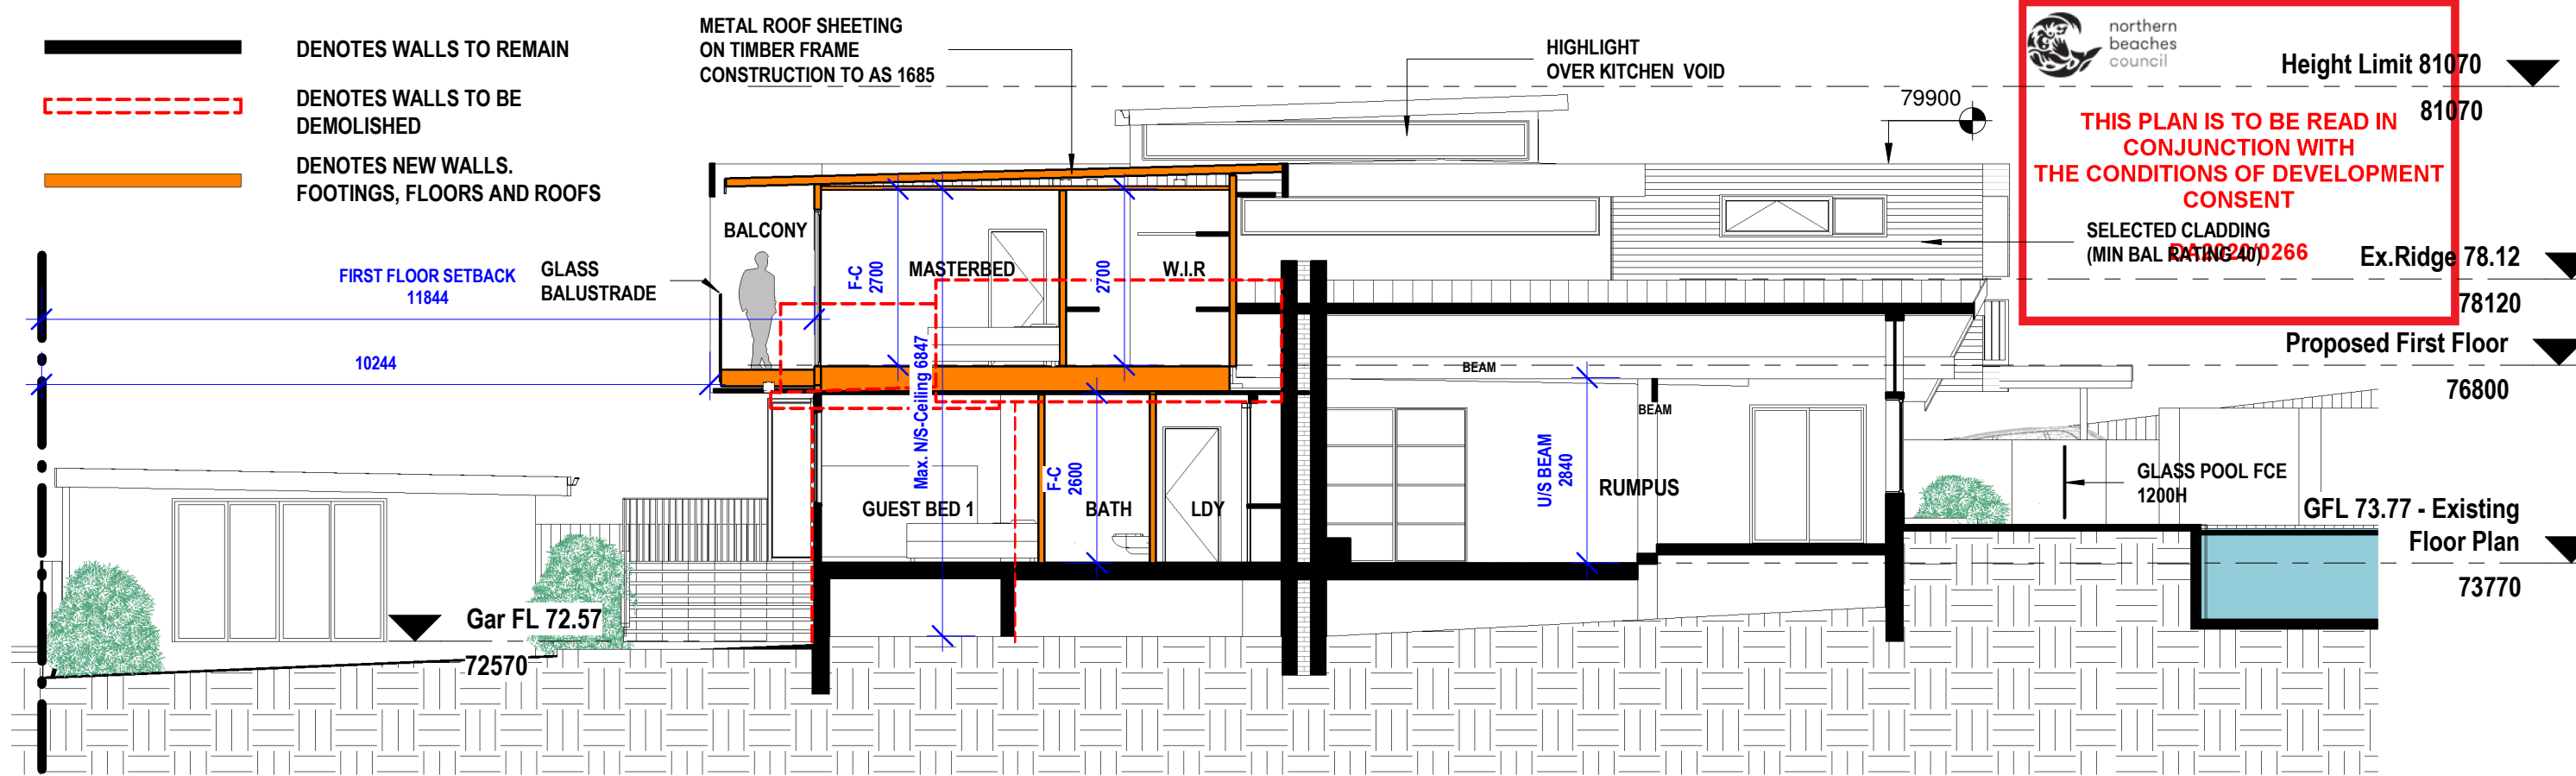 DENOTES WALLS TO REMAIN
DENOTES WALLS TO BE
DEMOLISHED
DENOTES NEW WALLS.
FOOTINGS, FLOORS AND ROOFS
METAL ROOF SHEETING
ON TIMBER FRAME
CONSTRUCTION TO AS 1685
HIGHLIGHT
OVER KITCHEN VOID
79900
northern
beaches
council
Height Limit 81070
81070
THIS PLAN IS TO BE READ IN
CONJUNCTION WITH
THE CONDITIONS OF DEVELOPMENT
CONSENT
DA2020/0266
SELECTED CLADDING
(MIN BAL RATING 40)
Ex.Ridge 78.12
78120
Proposed First Floor
76800
FIRST FLOOR SETBACK
11844
10244
GLASS
BALUSTRADE
BALCONY
F-C
2700
MASTERBED
2700
W.I.R
Max. N/S-Ceiling 6847
BEAM
BEAM
GUEST BED 1
F-C
2600
BATH
LDY
U/S BEAM
2840
RUMPUS
GLASS POOL FCE
1200H
GFL 73.77 - Existing
Floor Plan
73770
Gar FL 72.57
72570